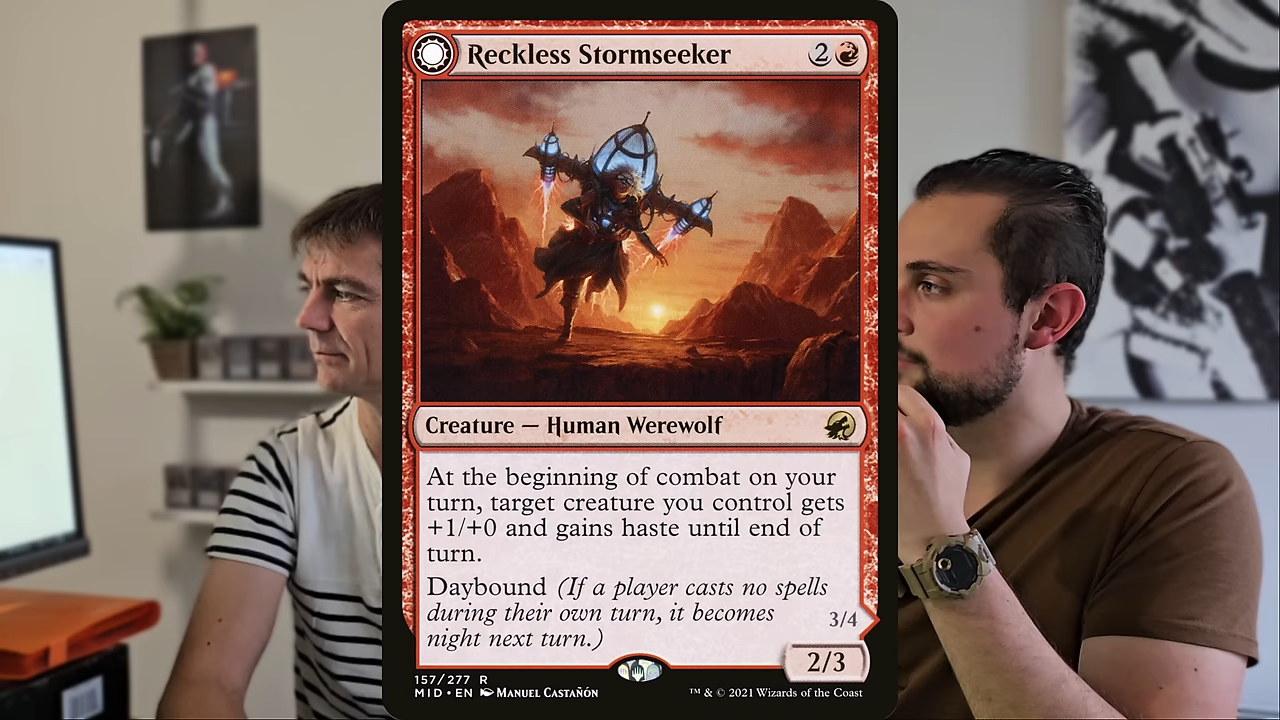 Reckless Stormseeker 2
Creature — Human Werewolf
At the beginning of combat on your
turn, target creature you control gets
+1/+0 and gains haste until end of
turn.
Daybound (If a player casts no spells
during their own turn, it becomes
night next turn.)
3/4
2/3
157/277 R
MID • EN Manuel Castañón
™ & © 2021 Wizards of the Coast